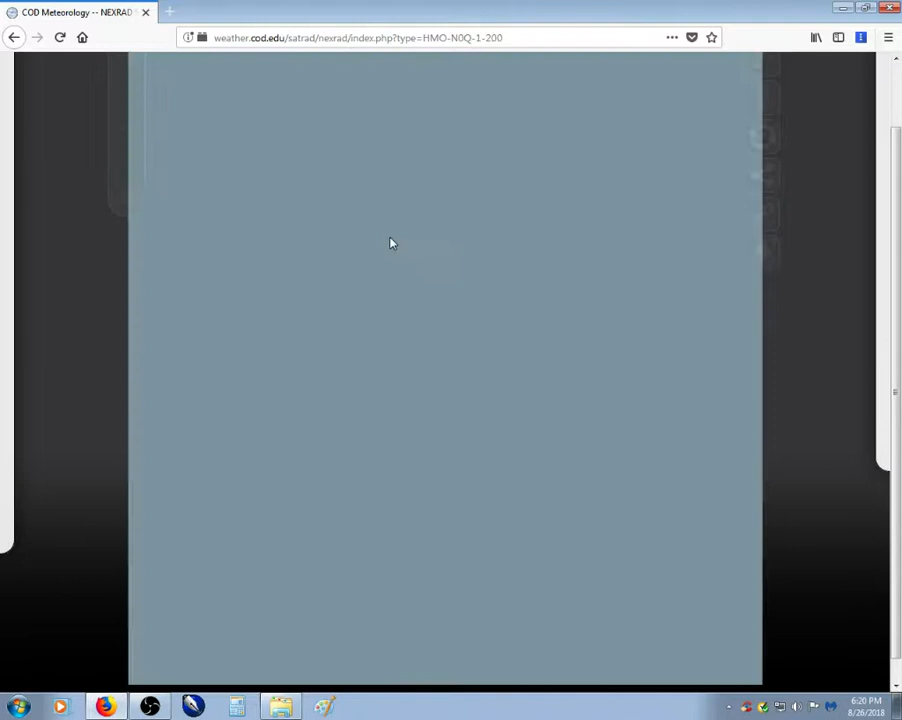 COD Meteorology -- NEXRAD
weather.cod.edu/satrad/nexrad/index.php?type=HMO-N0Q-1-200
6:20 PM
8/26/2018